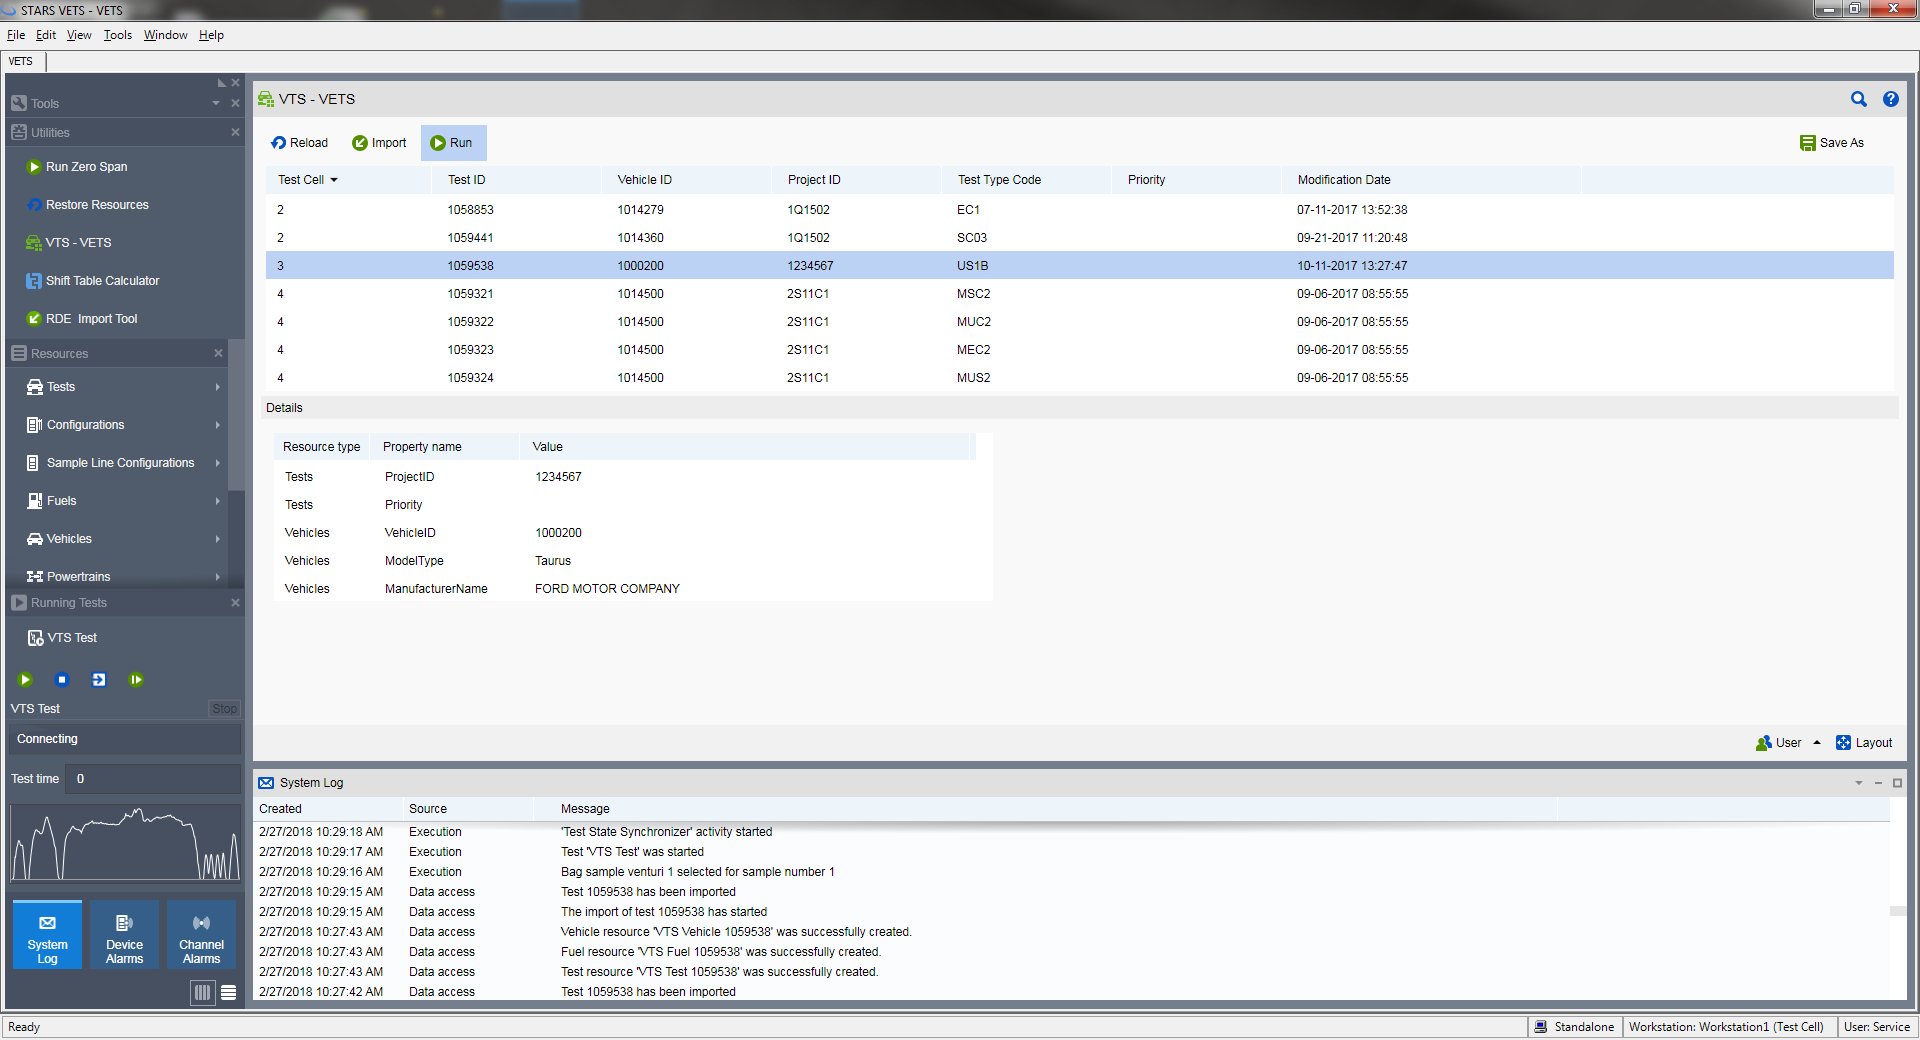 STARS VETS - VETS
File Edit View Tools Window Help
VETS
Tools
Utilities
Run Zero Span
Restore Resources
VTS - VETS
Shift Table Calculator
RDE Import Tool
Resources
Tests
Configurations
Sample Line Configurations
Fuels
Vehicles
Powertrains
Running Tests
VTS Test
VTS Test Stop
Connecting
Test time 0
System Log
Device Alarms
Channel Alarms
VTS - VETS
Reload Import Run Save As
Test Cell Test ID Vehicle ID Project ID Test Type Code Priority Modification Date
2 1058853 1014279 1Q1502 EC1 07-11-2017 13:52:38
2 1059441 1014360 1Q1502 SC03 09-21-2017 11:20:48
3 1059538 1000200 1234567 US1B 10-11-2017 13:27:47
4 1059321 1014500 2S11C1 MSC2 09-06-2017 08:55:55
4 1059322 1014500 2S11C1 MUC2 09-06-2017 08:55:55
4 1059323 1014500 2S11C1 MEC2 09-06-2017 08:55:55
4 1059324 1014500 2S11C1 MUS2 09-06-2017 08:55:55
Details
Resource type Property name Value
Tests ProjectID 1234567
Tests Priority
Vehicles VehicleID 1000200
Vehicles ModelType Taurus
Vehicles ManufacturerName FORD MOTOR COMPANY
User Layout
System Log
Created Source Message
2/27/2018 10:29:18 AM Execution 'Test State Synchronizer' activity started
2/27/2018 10:29:17 AM Execution Test 'VTS Test' was started
2/27/2018 10:29:16 AM Execution Bag sample venturi 1 selected for sample number 1
2/27/2018 10:29:15 AM Data access Test 1059538 has been imported
2/27/2018 10:29:15 AM Data access The import of test 1059538 has started
2/27/2018 10:27:43 AM Data access Vehicle resource 'VTS Vehicle 1059538' was successfully created.
2/27/2018 10:27:43 AM Data access Fuel resource 'VTS Fuel 1059538' was successfully created.
2/27/2018 10:27:43 AM Data access Test resource 'VTS Test 1059538' was successfully created.
2/27/2018 10:27:42 AM Data access Test 1059538 has been imported
Ready Standalone Workstation: Workstation1 (Test Cell) User: Service